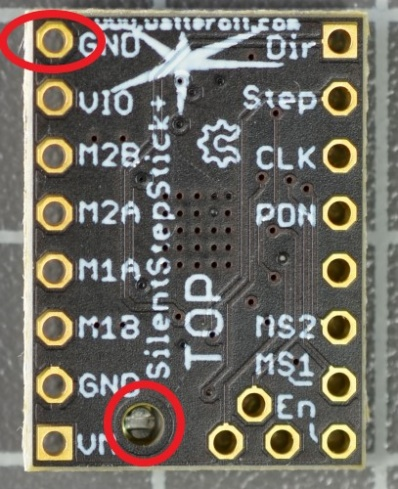 www.watterott.com
GND
Dir
VIO
Step
M2B
CLK
M2A
PDN
M1A
M1B
MS2
GND
MS1
VM
En
SilentStepStick+
TOP